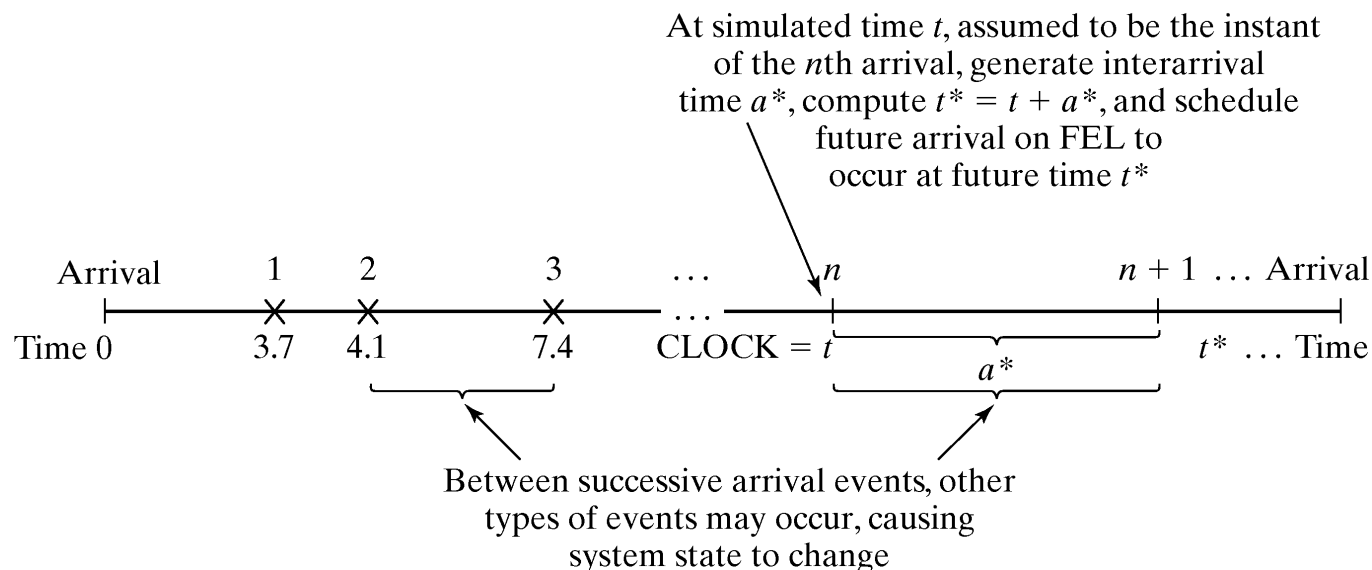 At simulated time t, assumed to be the instant
of the nth arrival, generate interarrival
time a*, compute t* = t + a*, and schedule
future arrival on FEL to
occur at future time t*
Arrival 1 2 3 ... n n + 1 ... Arrival
...
Time 0 3.7 4.1 7.4 CLOCK = t t* ... Time
a*
Between successive arrival events, other
types of events may occur, causing
system state to change